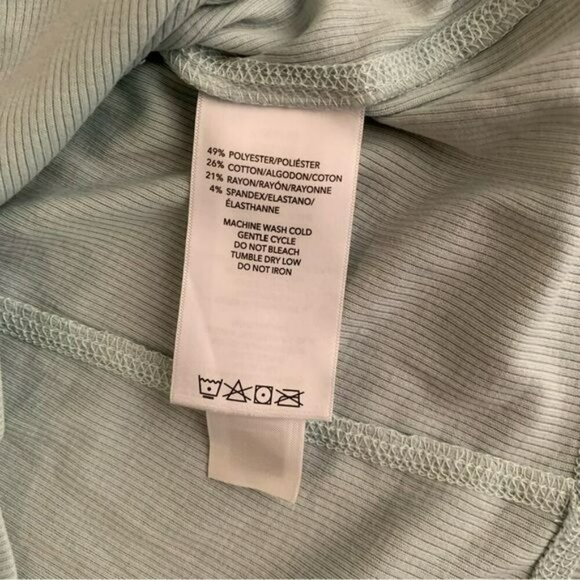 49% POLYESTER/POLIÉSTER
26% COTTON/ALGODON/COTON
21% RAYON/RAYÓN/RAYONNE
4% SPANDEX/ELASTANO/
ÉLASTHANNE
MACHINE WASH COLD
GENTLE CYCLE
DO NOT BLEACH
TUMBLE DRY LOW
DO NOT IRON